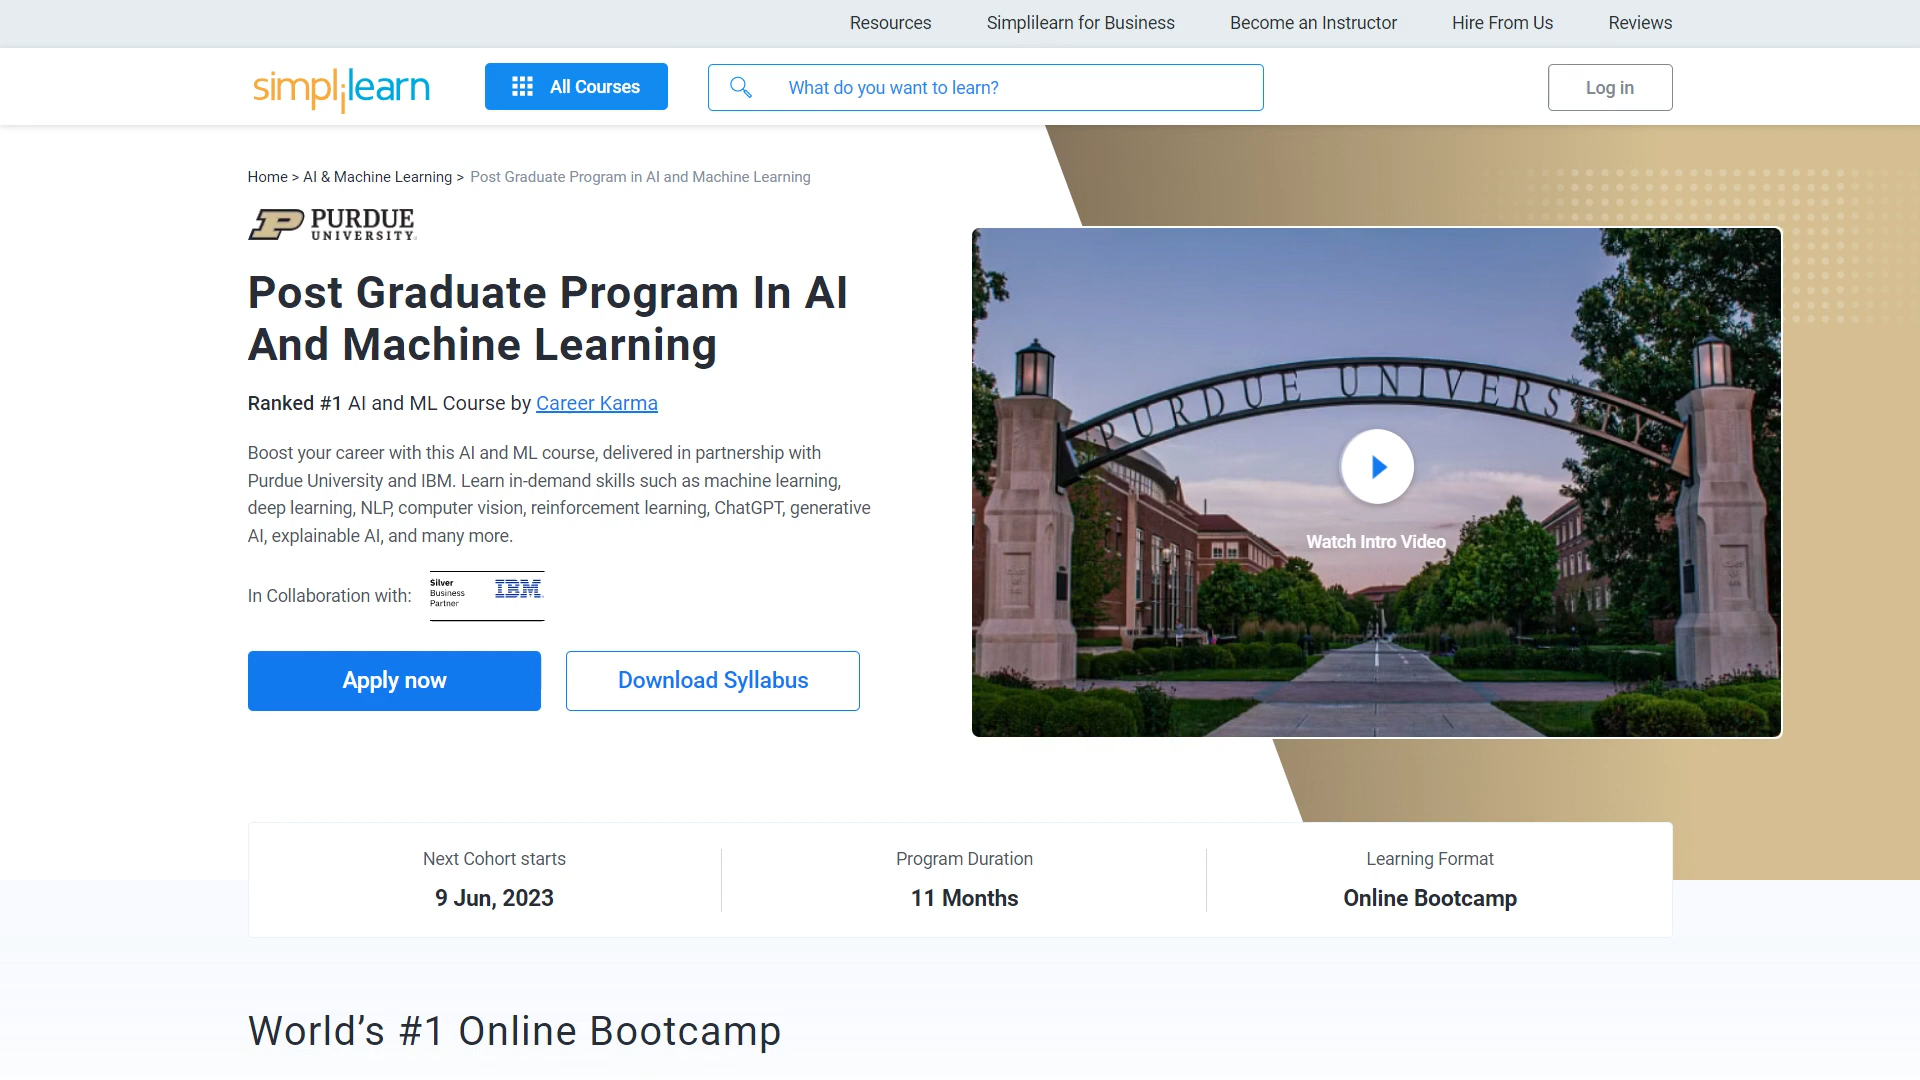 Resources Simplilearn for Business Become an Instructor Hire From Us Reviews
simplilearn All Courses What do you want to learn? Log in
Home > AI & Machine Learning > Post Graduate Program in AI and Machine Learning
PURDUE
UNIVERSITY
Post Graduate Program In AI
And Machine Learning
Ranked #1 AI and ML Course by Career Karma
Boost your career with this AI and ML course, delivered in partnership with
Purdue University and IBM. Learn in-demand skills such as machine learning,
deep learning, NLP, computer vision, reinforcement learning, ChatGPT, generative
AI, explainable AI, and many more.
In Collaboration with:
Silver
Business
Partner
IBM
Apply now Download Syllabus
PURDUE UNIVERSITY
Watch Intro Video
Next Cohort starts
9 Jun, 2023
Program Duration
11 Months
Learning Format
Online Bootcamp
World’s #1 Online Bootcamp